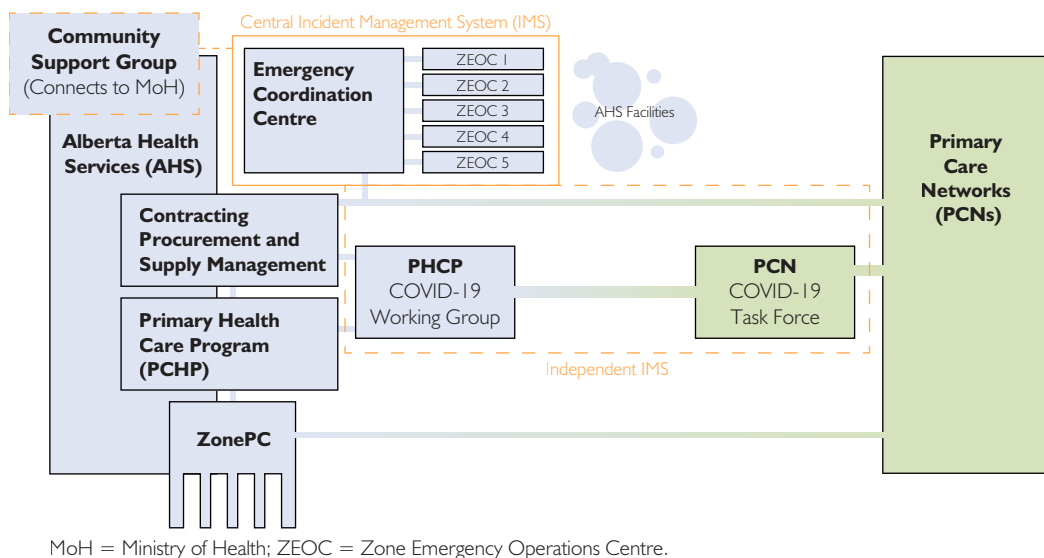 Central Incident Management System (IMS)
Community
Support Group
(Connects to MoH)
Emergency
Coordination
Centre
ZEOC 1
ZEOC 2
ZEOC 3
ZEOC 4
ZEOC 5
AHS Facilities
Alberta Health
Services (AHS)
Primary
Care
Networks
(PCNs)
Contracting
Procurement and
Supply Management
PHCP
COVID-19
Working Group
PCN
COVID-19
Task Force
Primary Health
Care Program
(PCHP)
Independent IMS
ZonePC
MoH = Ministry of Health; ZEOC = Zone Emergency Operations Centre.